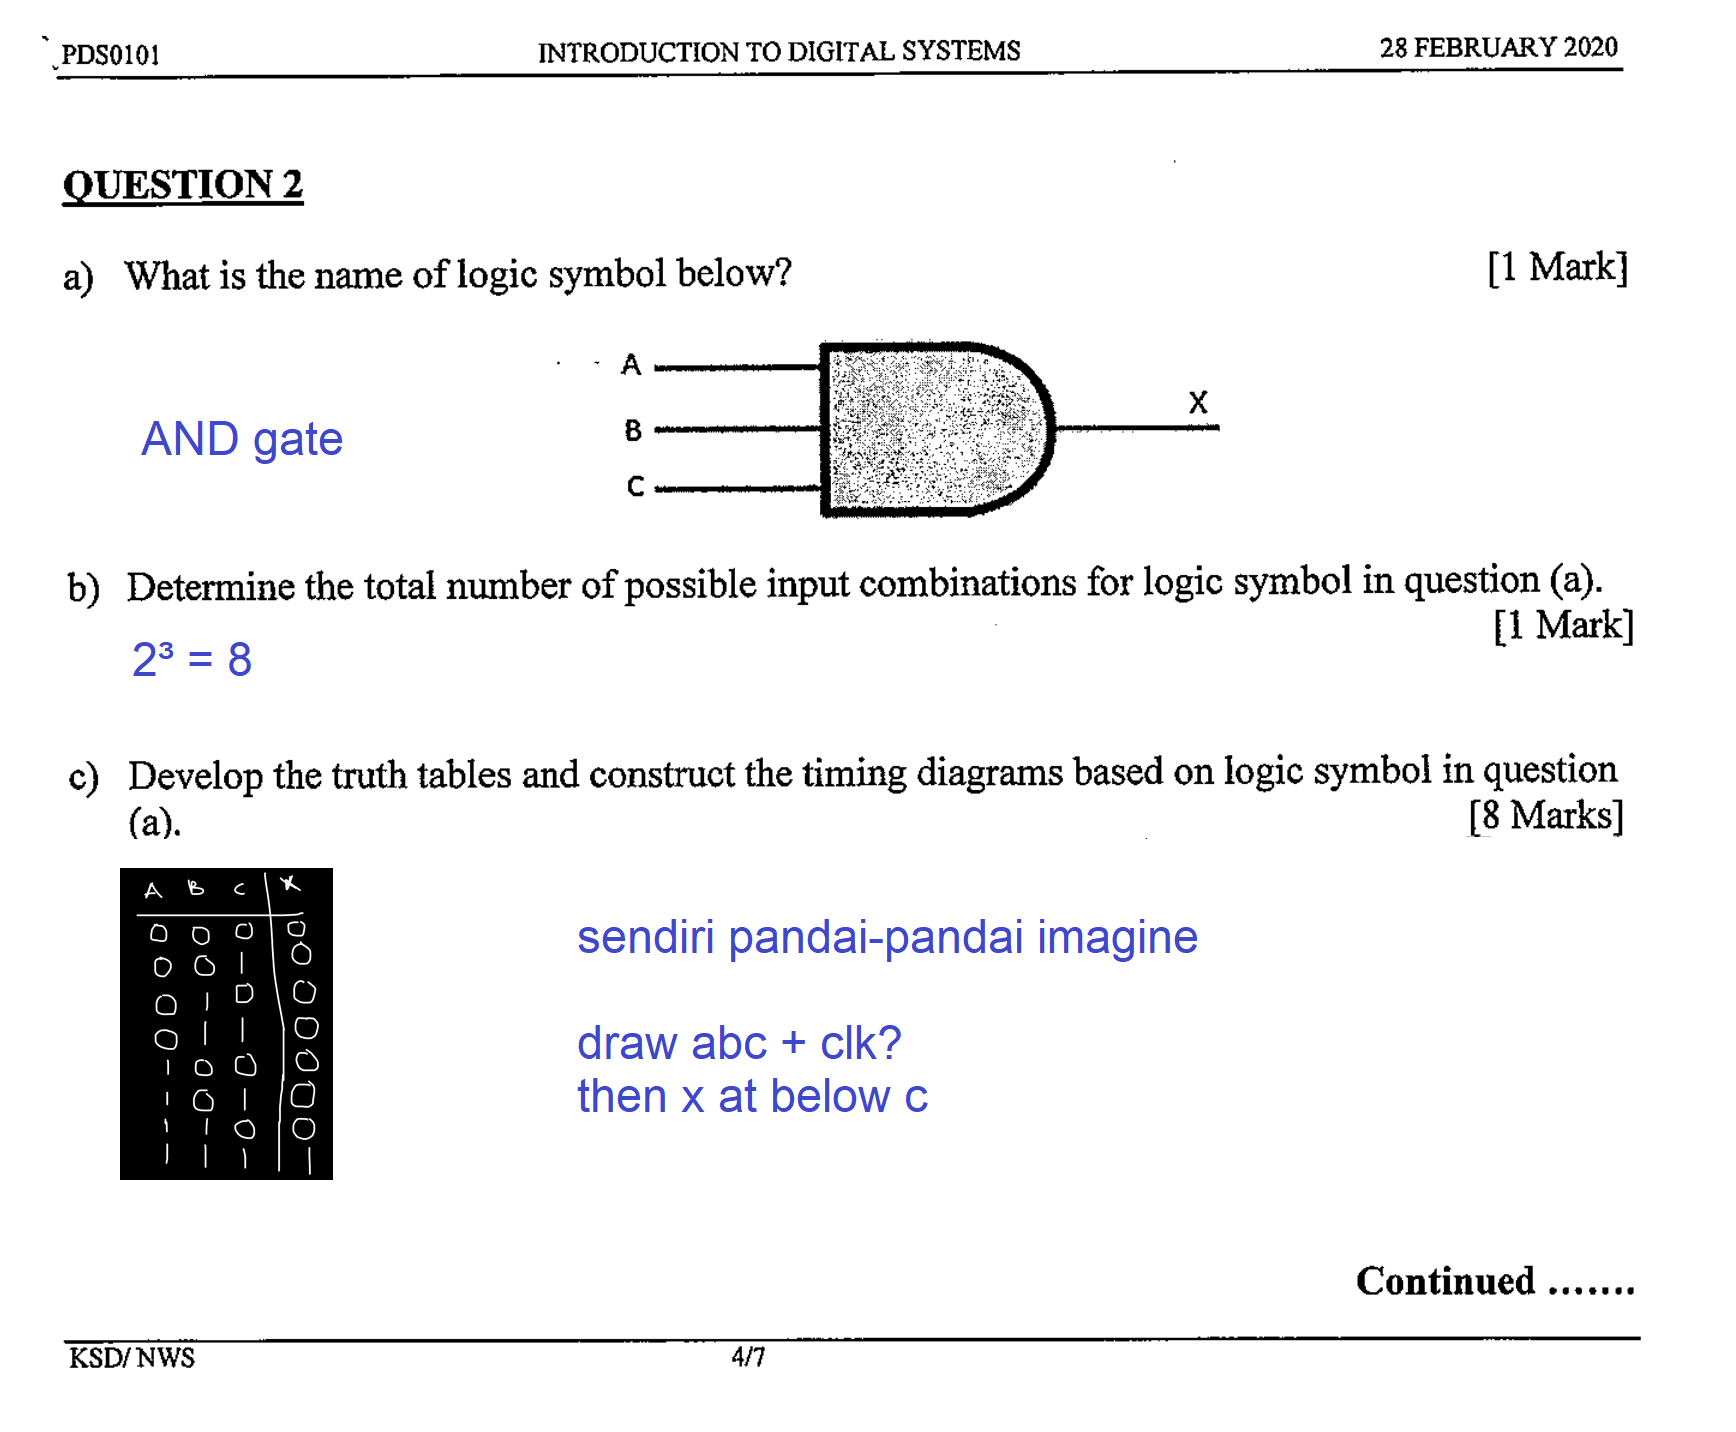 PDS0101 INTRODUCTION TO DIGITAL SYSTEMS 28 FEBRUARY 2020
QUESTION 2
a) What is the name of logic symbol below? [1 Mark]
A
B
C
X
AND gate
b) Determine the total number of possible input combinations for logic symbol in question (a).
[1 Mark]
2³ = 8
c) Develop the truth tables and construct the timing diagrams based on logic symbol in question
(a). [8 Marks]
A B C X
0 0 0 0
0 0 1 0
0 1 0 0
0 1 1 0
1 0 0 0
1 0 1 0
1 1 0 0
1 1 1 1
sendiri pandai-pandai imagine
draw abc + clk?
then x at below c
Continued .......
KSD/ NWS 4/7